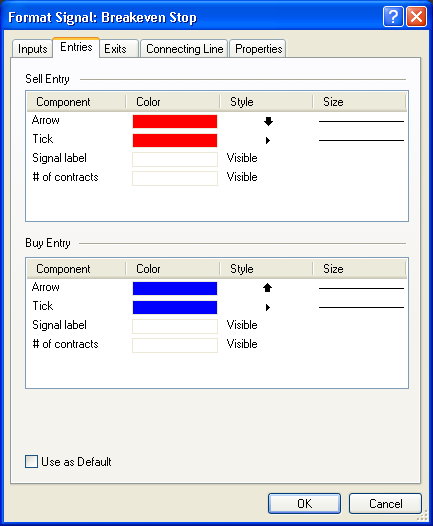 Format Signal: Breakeven Stop
Inputs Entries Exits Connecting Line Properties
Sell Entry
Component Color Style Size
Arrow
Tick
Signal label Visible
# of contracts Visible
Buy Entry
Component Color Style Size
Arrow
Tick
Signal label Visible
# of contracts Visible
Use as Default
OK Cancel